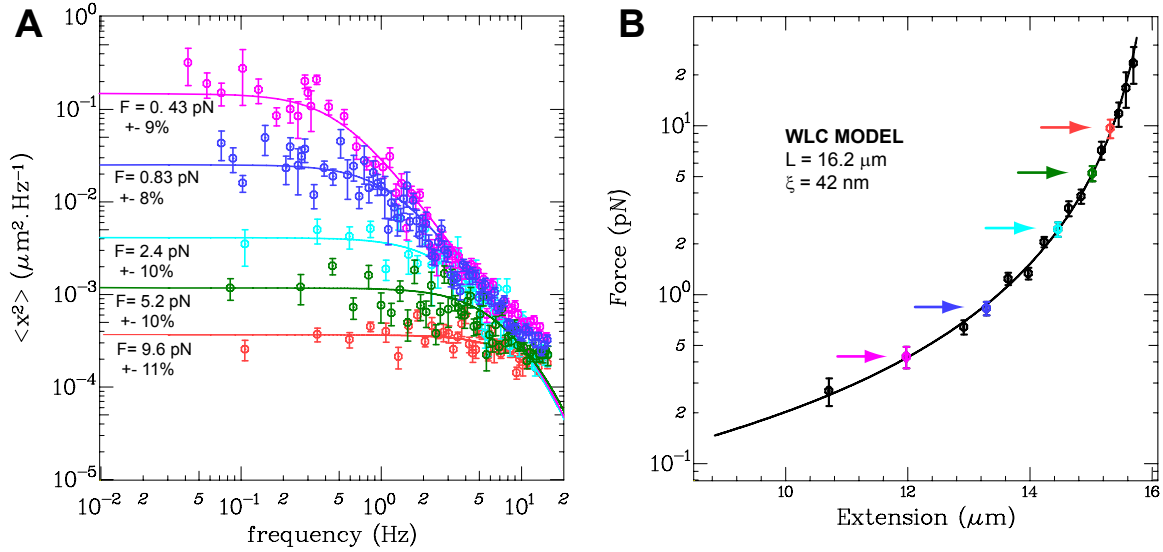 A
<x²> (μm².Hz⁻¹)
10⁰
10⁻¹
10⁻²
10⁻³
10⁻⁴
10⁻⁵
F = 0. 43 pN
+- 9%
F= 0.83 pN
+- 8%
F= 2.4 pN
+- 10%
F= 5.2 pN
+- 10%
F= 9.6 pN
+- 11%
10⁻² 2 5 10⁻¹ 2 5 10⁰ 2 5 10¹ 2
frequency (Hz)
B
Force (pN)
2
10¹
5
2
10⁰
5
2
10⁻¹
WLC MODEL
L = 16.2 μm
ξ = 42 nm
10 12 14 16
Extension (μm)